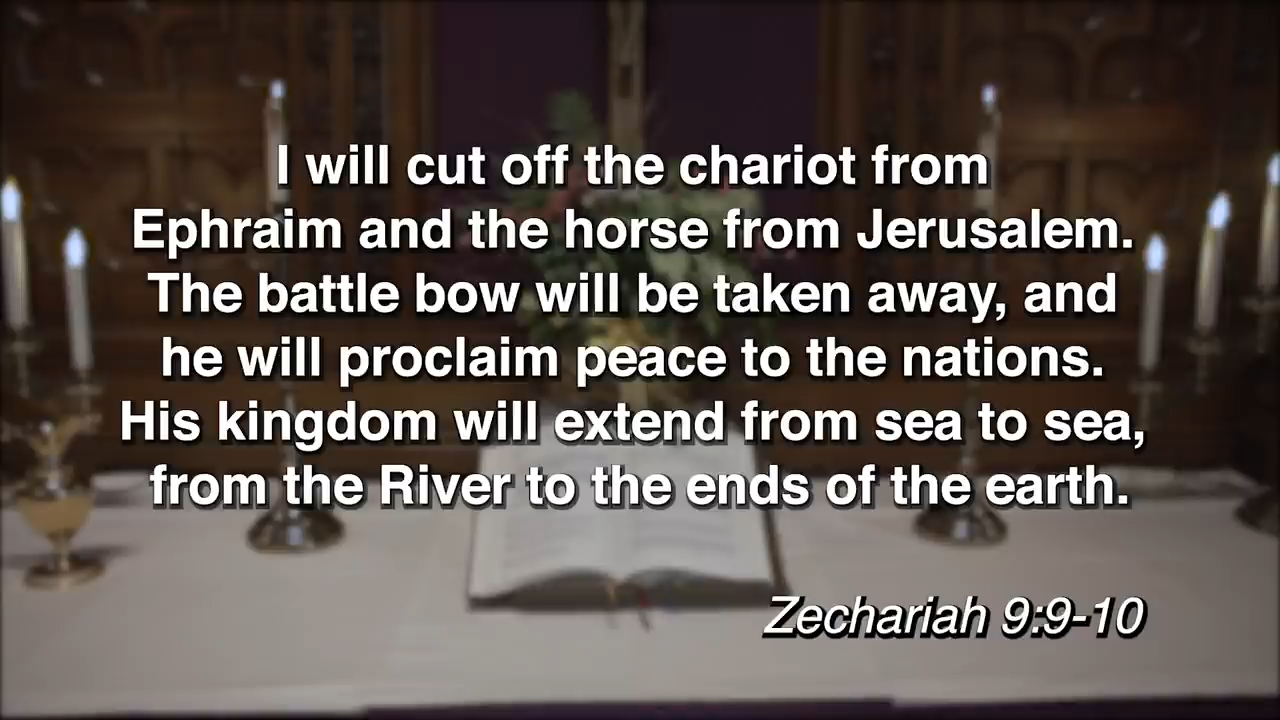 I will cut off the chariot from
Ephraim and the horse from Jerusalem.
The battle bow will be taken away, and
he will proclaim peace to the nations.
His kingdom will extend from sea to sea,
from the River to the ends of the earth.
Zechariah 9:9-10